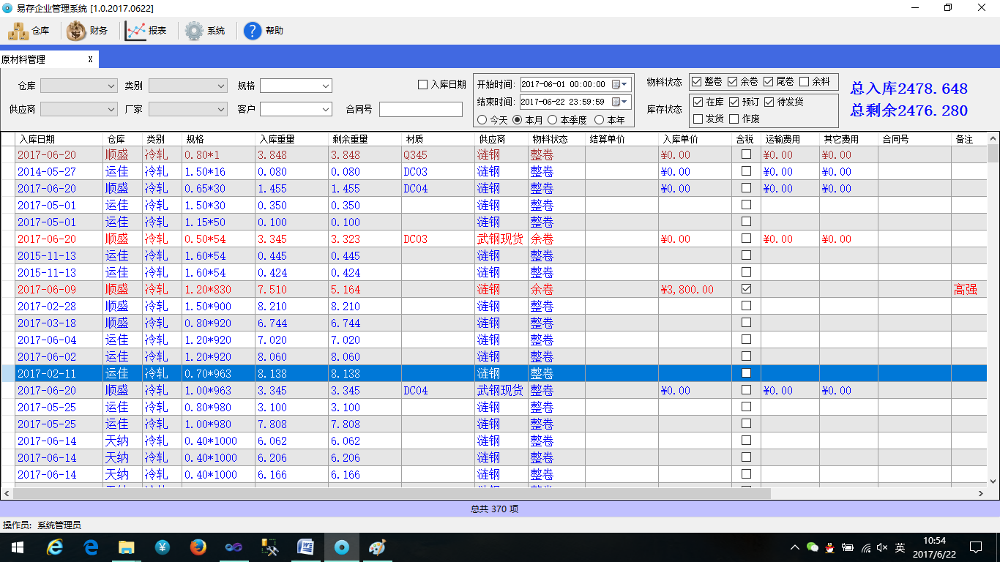 易存企业管理系统 [1.0.2017.0622]
仓库 财务 报表 系统 ? 帮助
原材料管理 X
仓库 类别 规格 入库日期 开始时间: 2017-06-01 00:00:00 物料状态 整卷 余卷 尾卷 余料 总入库2478.648
供应商 厂家 客户 合同号 结束时间: 2017-06-22 23:59:59 库存状态 在库 预订 待发货 总剩余2476.280
今天 本月 本季度 本年 发货 作废
入库日期 仓库 类别 规格 入库重量 剩余重量 材质 供应商 物料状态 结算单价 入库单价 含税 运输费用 其它费用 合同号 备注
2017-06-20 顺盛 冷轧 0.80*1 3.848 3.848 Q345 涟钢 整卷 ¥0.00 ¥0.00 ¥0.00
2014-05-27 运佳 冷轧 1.50*16 0.080 0.080 DC03 涟钢 整卷 ¥0.00 ¥0.00 ¥0.00
2017-06-20 顺盛 冷轧 0.65*30 1.455 1.455 DC04 涟钢 整卷 ¥0.00 ¥0.00 ¥0.00
2017-05-01 运佳 冷轧 1.50*30 0.350 0.350 涟钢 整卷
2017-05-01 运佳 冷轧 1.15*50 0.100 0.100 涟钢 整卷
2017-06-20 顺盛 冷轧 0.50*54 3.345 3.323 DC03 武钢现货 余卷 ¥0.00 ¥0.00 ¥0.00
2015-11-13 运佳 冷轧 1.60*54 0.445 0.445 涟钢 整卷
2015-11-13 运佳 冷轧 1.60*54 0.424 0.424 涟钢 整卷
2017-06-09 顺盛 冷轧 1.20*830 7.510 5.164 涟钢 余卷 ¥3,800.00 高强
2017-02-28 顺盛 冷轧 1.50*900 8.210 8.210 涟钢 整卷
2017-03-18 顺盛 冷轧 0.80*920 6.744 6.744 涟钢 整卷
2017-06-04 运佳 冷轧 1.20*920 7.020 7.020 涟钢 整卷
2017-06-02 运佳 冷轧 1.20*920 8.060 8.060 涟钢 整卷
2017-02-11 运佳 冷轧 0.70*963 8.138 8.138 涟钢 整卷
2017-06-20 顺盛 冷轧 1.00*963 3.345 3.345 DC04 武钢现货 整卷 ¥0.00 ¥0.00 ¥0.00
2017-05-25 运佳 冷轧 0.80*980 3.100 3.100 涟钢 整卷
2017-05-25 运佳 冷轧 1.00*980 7.808 7.808 涟钢 整卷
2017-06-14 天纳 冷轧 0.40*1000 6.062 6.062 涟钢 整卷
2017-06-14 天纳 冷轧 0.40*1000 6.206 6.206 涟钢 整卷
2017-06-14 天纳 冷轧 0.40*1000 6.166 6.166 涟钢 整卷
总共 370 项
操作员: 系统管理员
英 10:54
2017/6/22